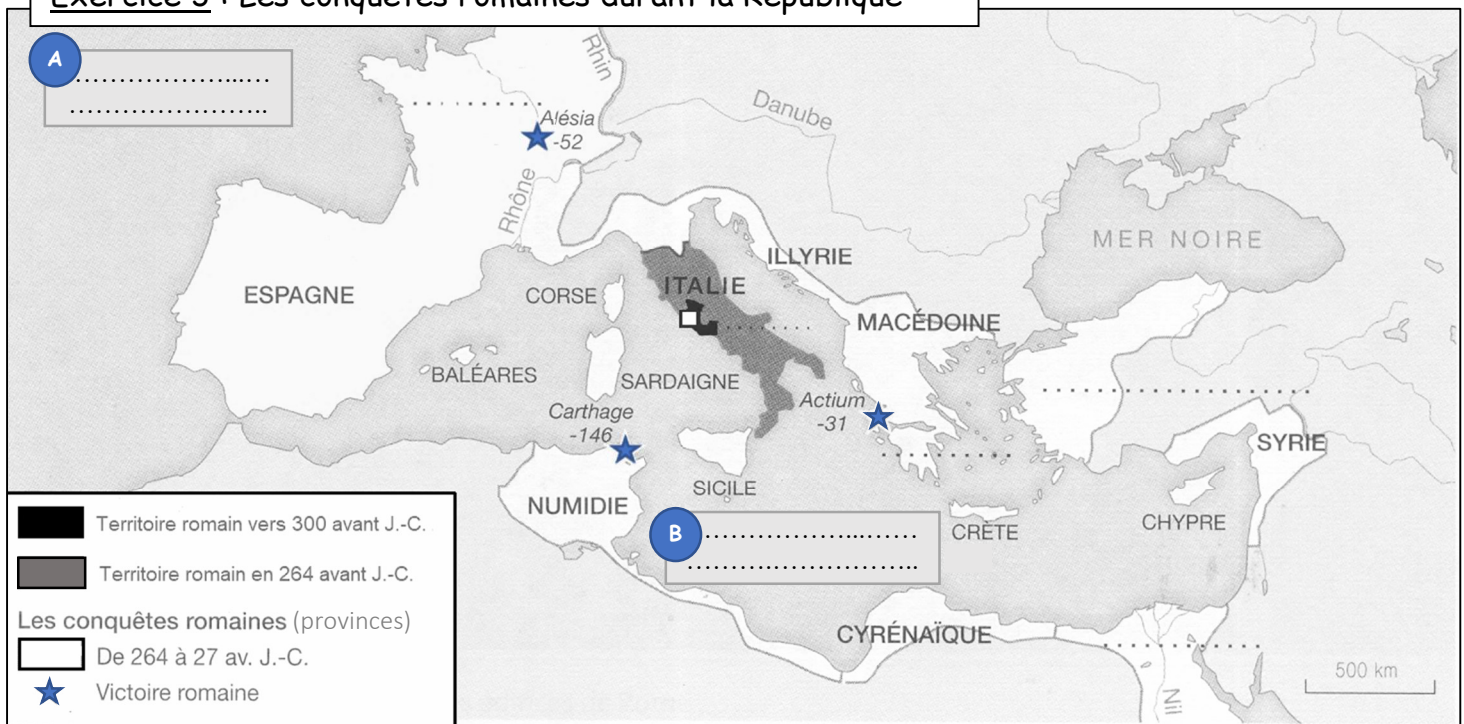 Exercice 3 : Les conquêtes romaines durant la République
A
Rhin
Danube
Alésia
-52
Rhône
MER NOIRE
ILLYRIE
ITALIE
ESPAGNE
CORSE
MACÉDOINE
BALÉARES
SARDAIGNE
Carthage
-146
Actium
-31
SYRIE
SICILE
NUMIDIE
B
CRÈTE
CHYPRE
CYRÉNAÏQUE
Nil
500 km
Territoire romain vers 300 avant J.-C.
Territoire romain en 264 avant J.-C.
Les conquêtes romaines (provinces)
De 264 à 27 av. J.-C.
Victoire romaine